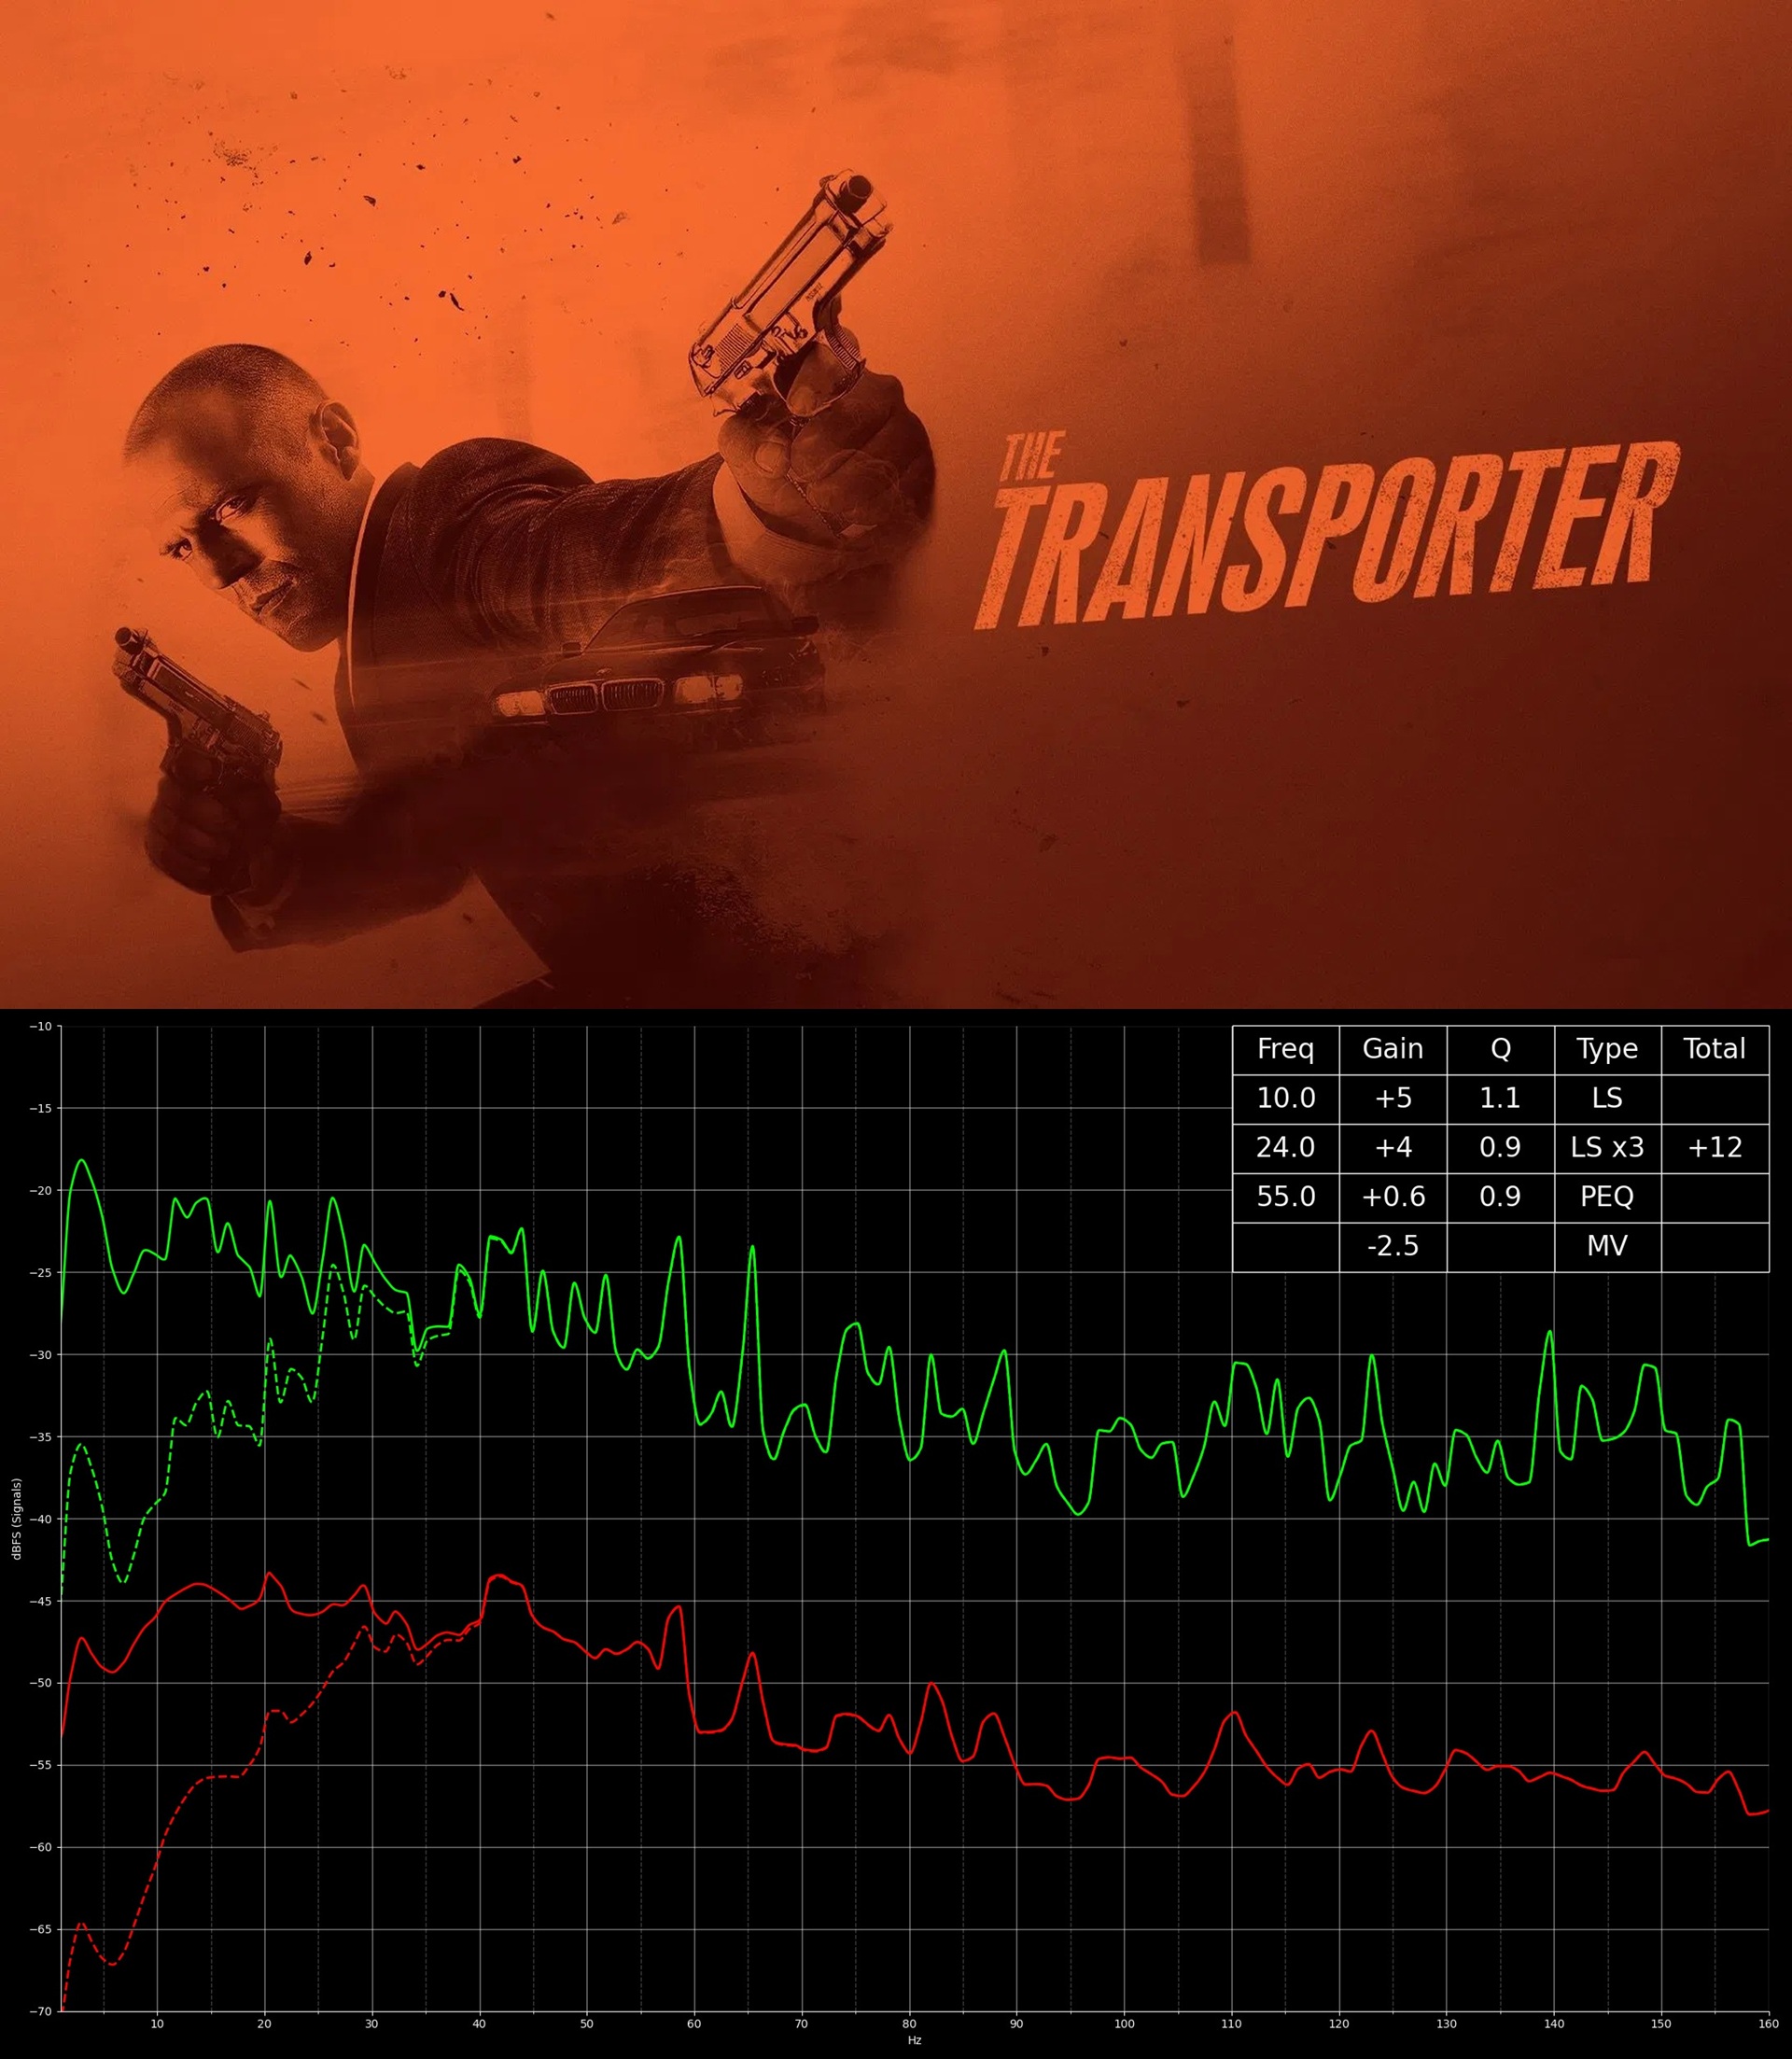 THE
TRANSPORTER
Freq Gain Q Type Total
10.0 +5 1.1 LS
24.0 +4 0.9 LS x3 +12
55.0 +0.6 0.9 PEQ
-2.5 MV
−10
−15
−20
−25
−30
−35
−40
−45
−50
−55
−60
−65
−70
dBFS (Signals)
10 20 30 40 50 60 70 80 90 100 110 120 130 140 150 160
Hz